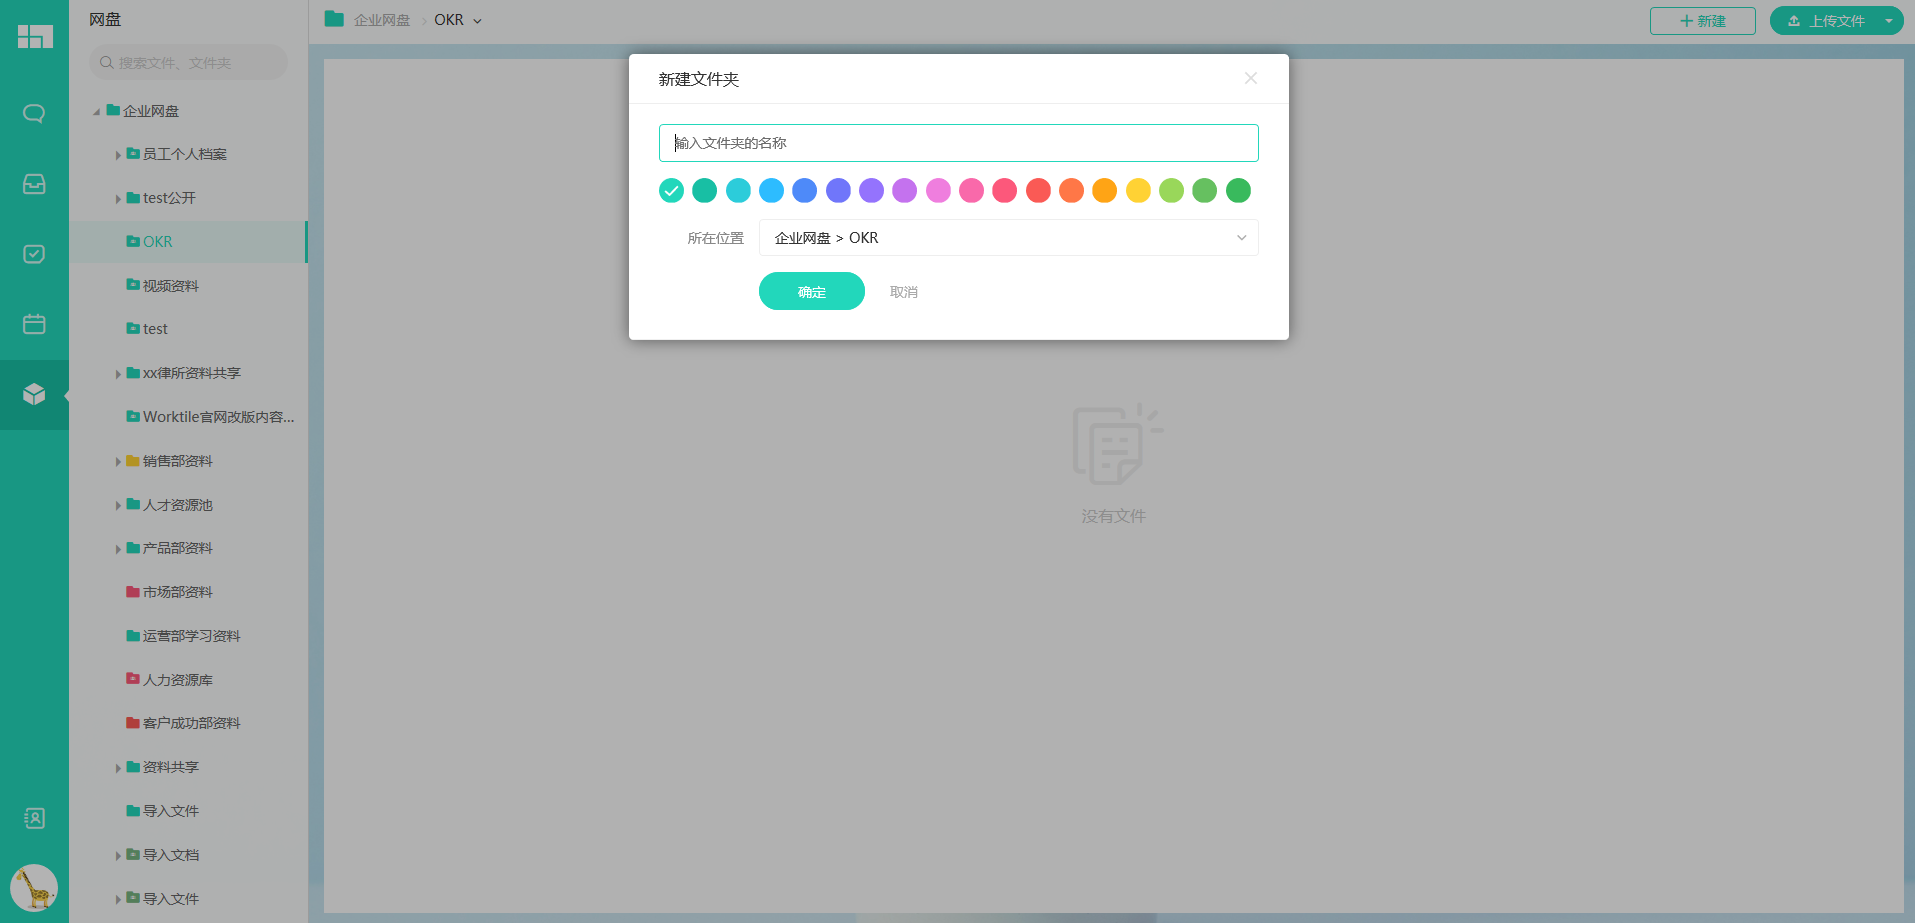 网盘
搜索文件、文件夹
企业网盘
员工个人档案
test公开
OKR
视频资料
test
xx律所资料共享
Worktile官网改版内容...
销售部资料
人才资源池
产品部资料
市场部资料
运营部学习资料
人力资源库
客户成功部资料
资料共享
导入文件
导入文档
导入文件
企业网盘 > OKR
+ 新建
上传文件
新建文件夹
输入文件夹的名称
所在位置 企业网盘 > OKR
确定 取消
没有文件